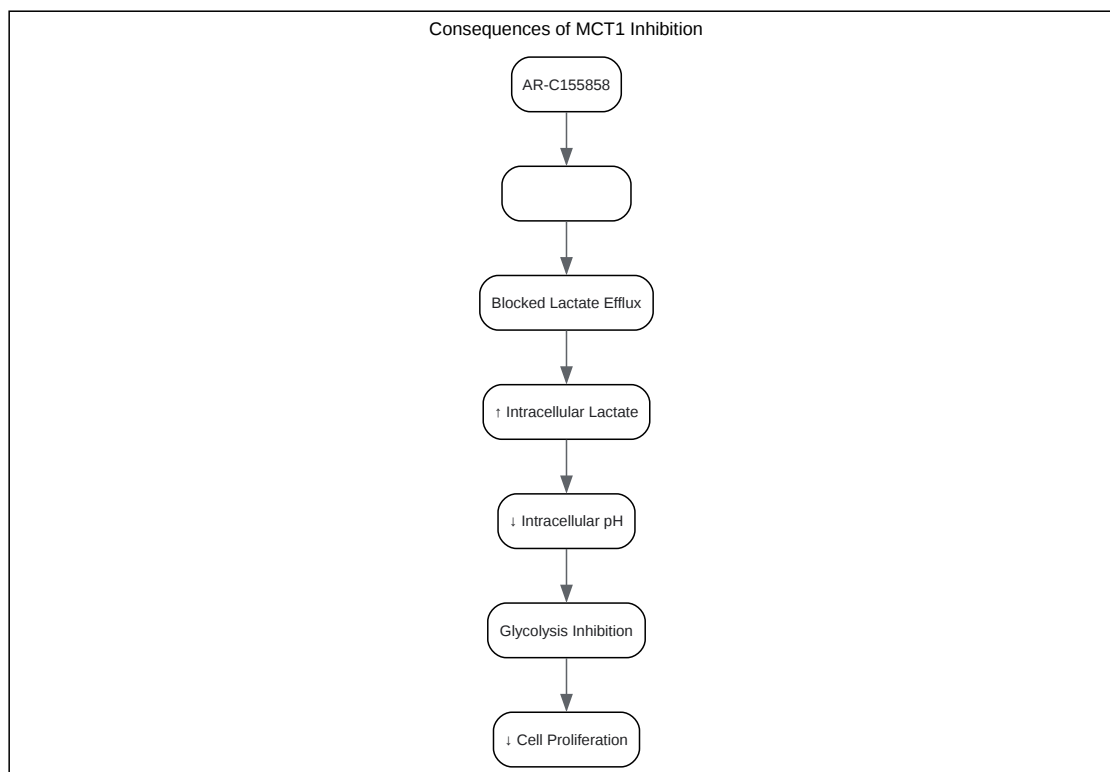 Consequences of MCT1 Inhibition
AR-C155858
Blocked Lactate Efflux
↑ Intracellular Lactate
↓ Intracellular pH
Glycolysis Inhibition
↓ Cell Proliferation